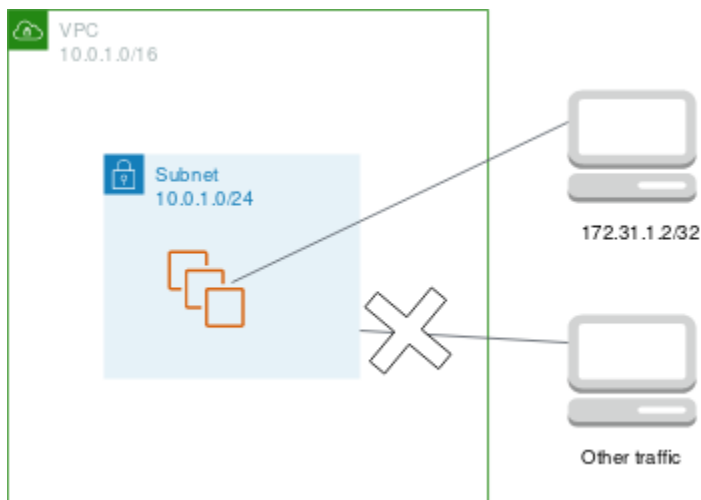 VPC
10.0.1.0/16
Subnet
10.0.1.0/24
172.31.1.2/32
Other traffic